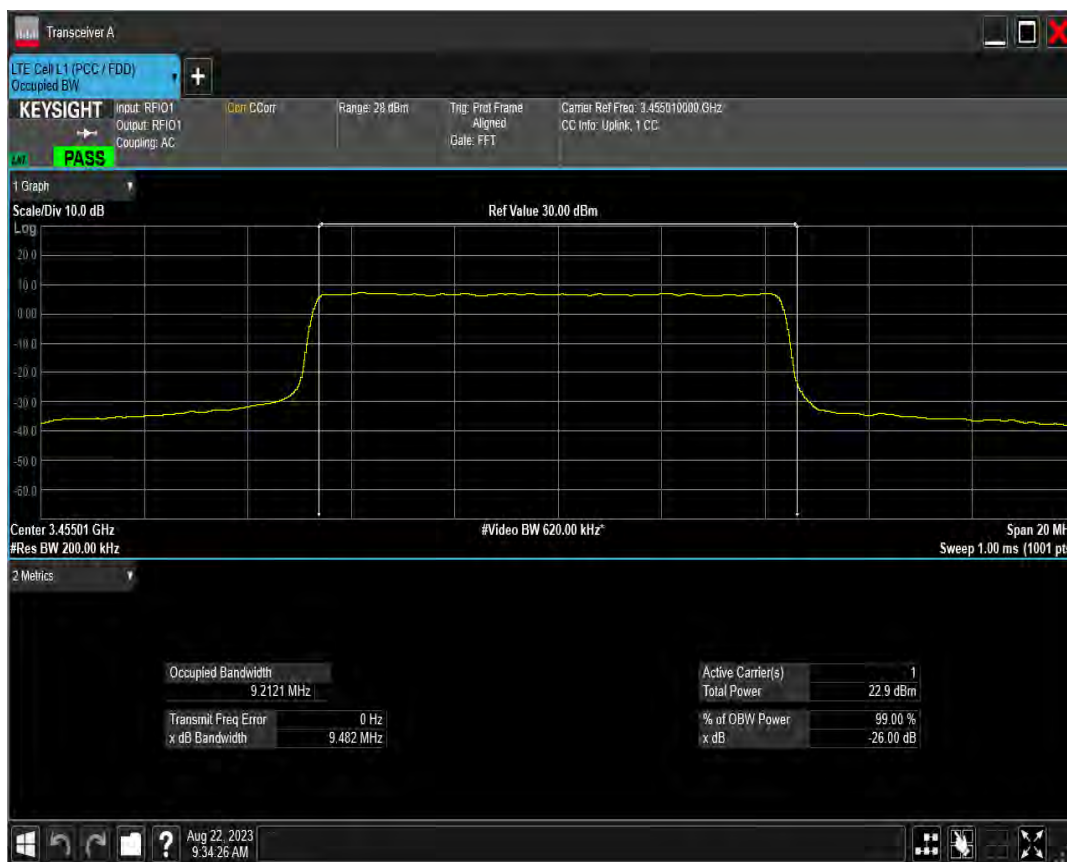 Transceiver A
LTE Cell L1 (PCC / FDD)
Occupied BW
KEYSIGHT
Input: RFIO1
Output: RFIO1
Coupling: AC
Corr CCorr
Range: 28 dBm
Trig: Prot Frame
Aligned
Gate: FFT
Carrier Ref Freq: 3.455010000 GHz
CC Info: Uplink, 1 CC
PASS
1 Graph
Scale/Div 10.0 dB
Ref Value 30.00 dBm
Log
20.0
10.0
0.00
-10.0
-20.0
-30.0
-40.0
-50.0
-60.0
Center 3.45501 GHz
#Video BW 620.00 kHz*
Span 20 MH
#Res BW 200.00 kHz
Sweep 1.00 ms (1001 pts
2 Metrics
Occupied Bandwidth
9.2121 MHz
Transmit Freq Error 0 Hz
x dB Bandwidth 9.482 MHz
Active Carrier(s) 1
Total Power 22.9 dBm
% of OBW Power 99.00 %
x dB -26.00 dB
Aug 22, 2023
9:34:26 AM